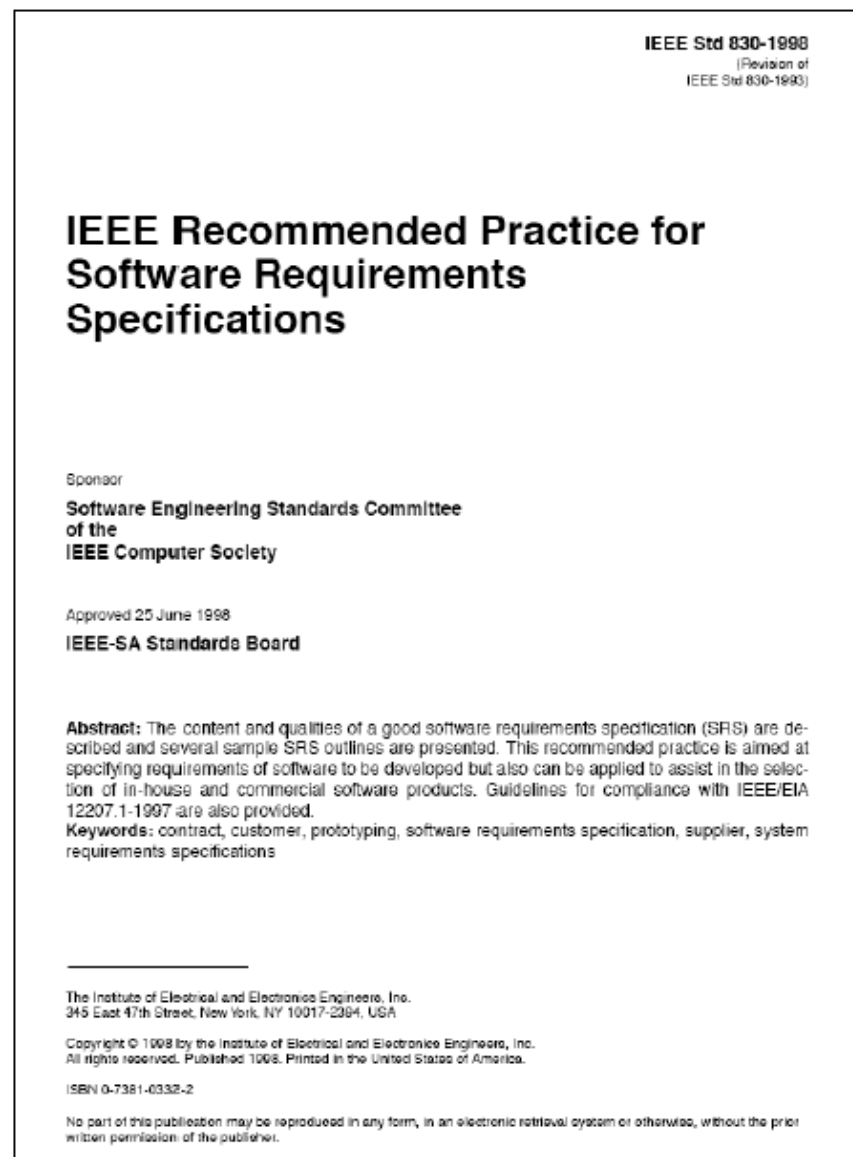 IEEE Std 830-1998
(Revision of
IEEE Std 830-1993)
IEEE Recommended Practice for
Software Requirements
Specifications
Sponsor
Software Engineering Standards Committee
of the
IEEE Computer Society
Approved 25 June 1998
IEEE-SA Standards Board
Abstract: The content and qualities of a good software requirements specification (SRS) are de-
scribed and several sample SRS outlines are presented. This recommended practice is aimed at
specifying requirements of software to be developed but also can be applied to assist in the selec-
tion of in-house and commercial software products. Guidelines for compliance with IEEE/EIA
12207.1-1997 are also provided.
Keywords: contract, customer, prototyping, software requirements specification, supplier, system
requirements specifications
The Institute of Electrical and Electronics Engineers, Inc.
345 East 47th Street, New York, NY 10017-2394, USA
Copyright © 1998 by the Institute of Electrical and Electronics Engineers, Inc.
All rights reserved. Published 1998. Printed in the United States of America.
ISBN 0-7381-0332-2
No part of this publication may be reproduced in any form, in an electronic retrieval system or otherwise, without the prior
written permission of the publisher.